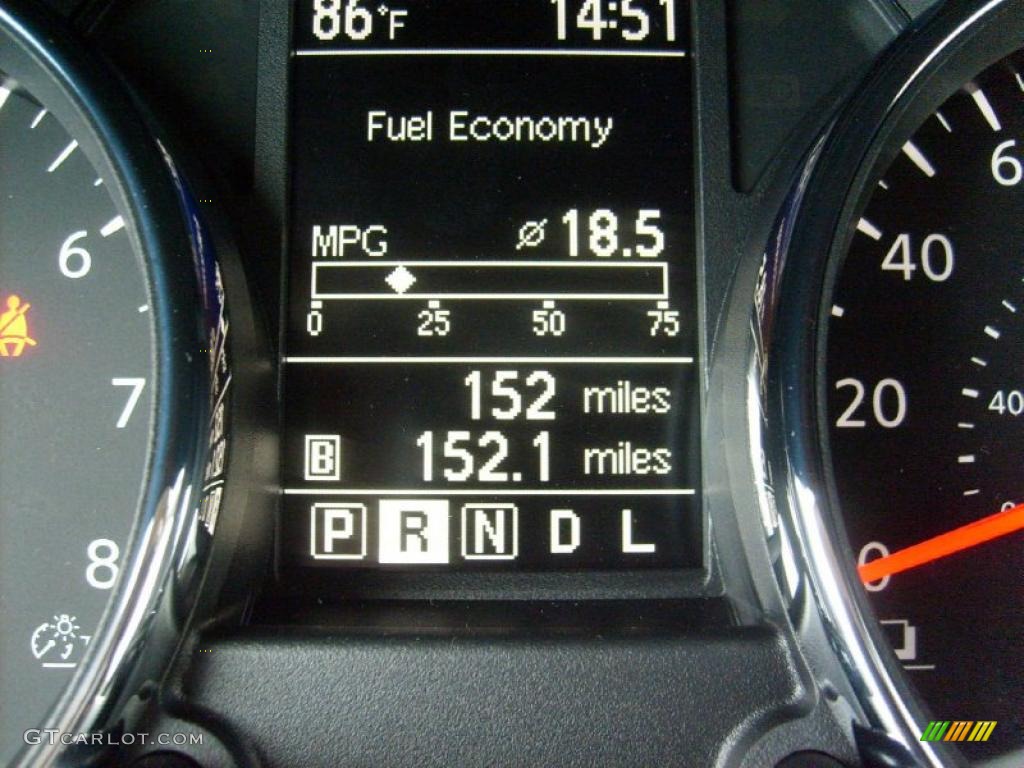 86°F 14:51
Fuel Economy
MPG ø 18.5
0 25 50 75
152 miles
B 152.1 miles
P R N D L
6
7
8
6
40
20
0
40
GTCARLOT.COM